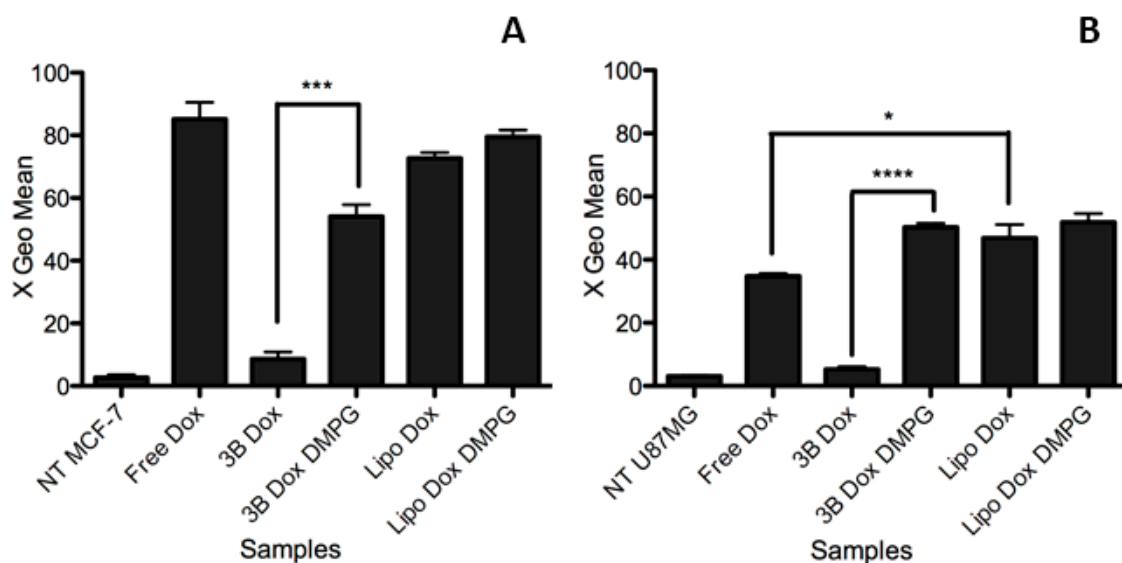 A
X Geo Mean
100
80
60
40
20
0
***
NT MCF-7
Free Dox
3B Dox
3B Dox DMPG
Lipo Dox
Lipo Dox DMPG
Samples
B
X Geo Mean
100
80
60
40
20
0
*
****
NT U87MG
Free Dox
3B Dox
3B Dox DMPG
Lipo Dox
Lipo Dox DMPG
Samples